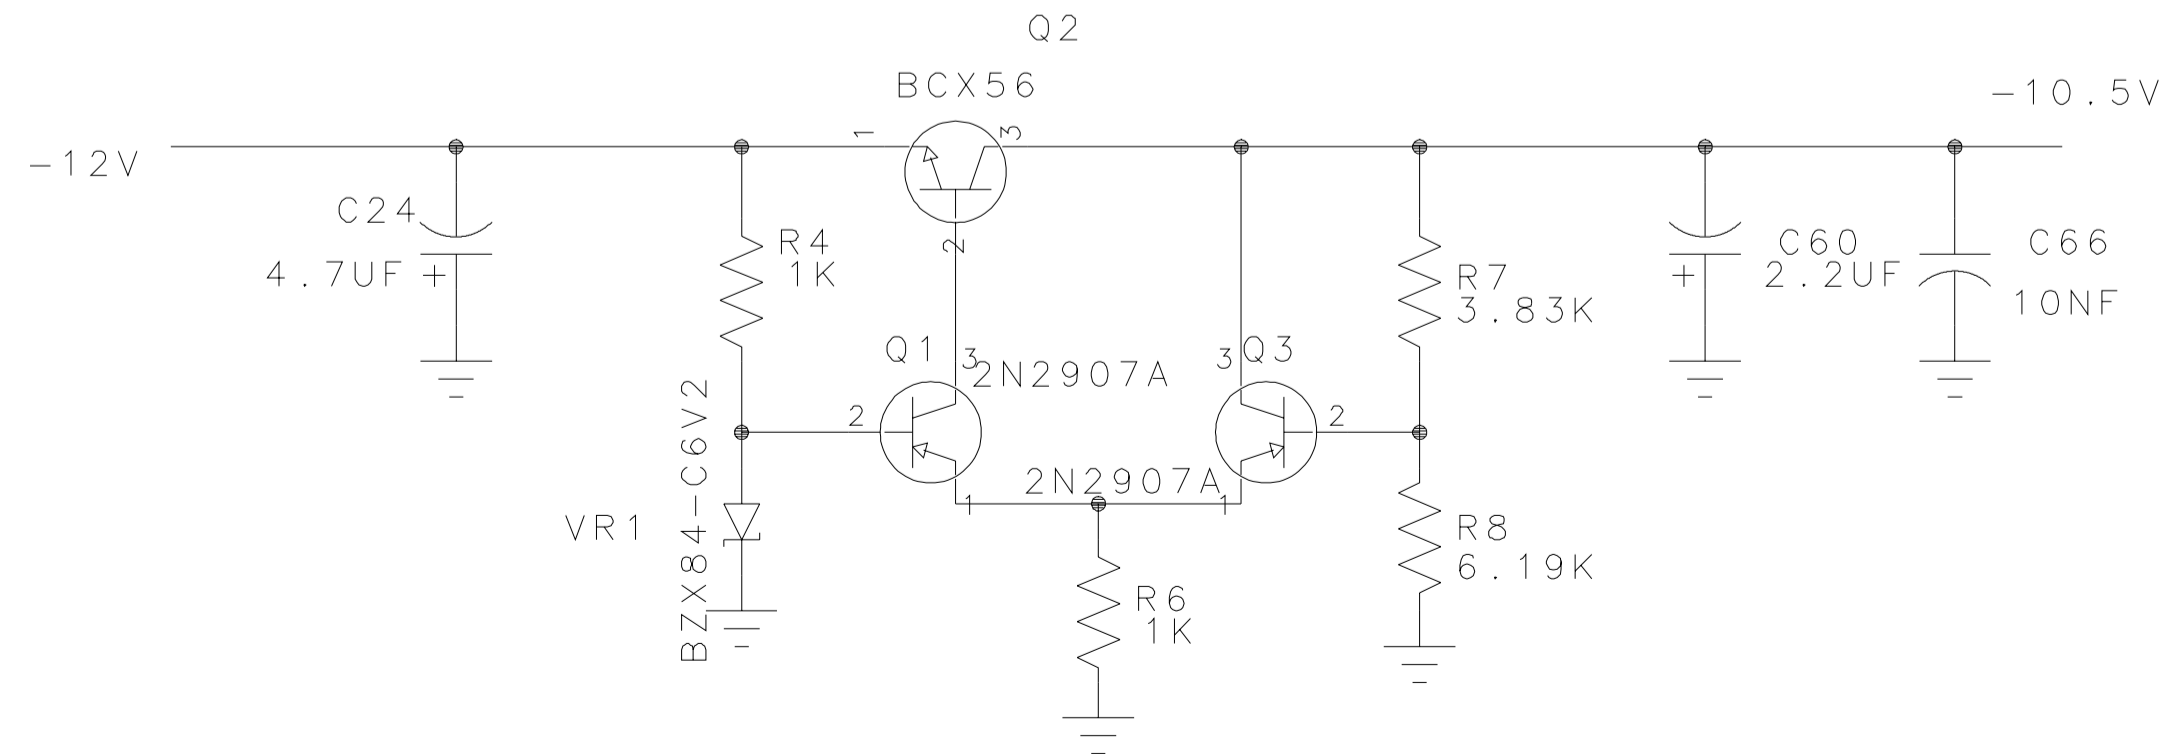 Q2
BCX56
-10.5V
1
3
-12V
C24
4.7UF +
2
R4
1K
R7
3.83K
C60
+ 2.2UF
C66
10NF
Q1
3
2N2907A
3
Q3
2
2
BZX84-C6V2
2N2907A
1
1
VR1
R8
6.19K
R6
1K